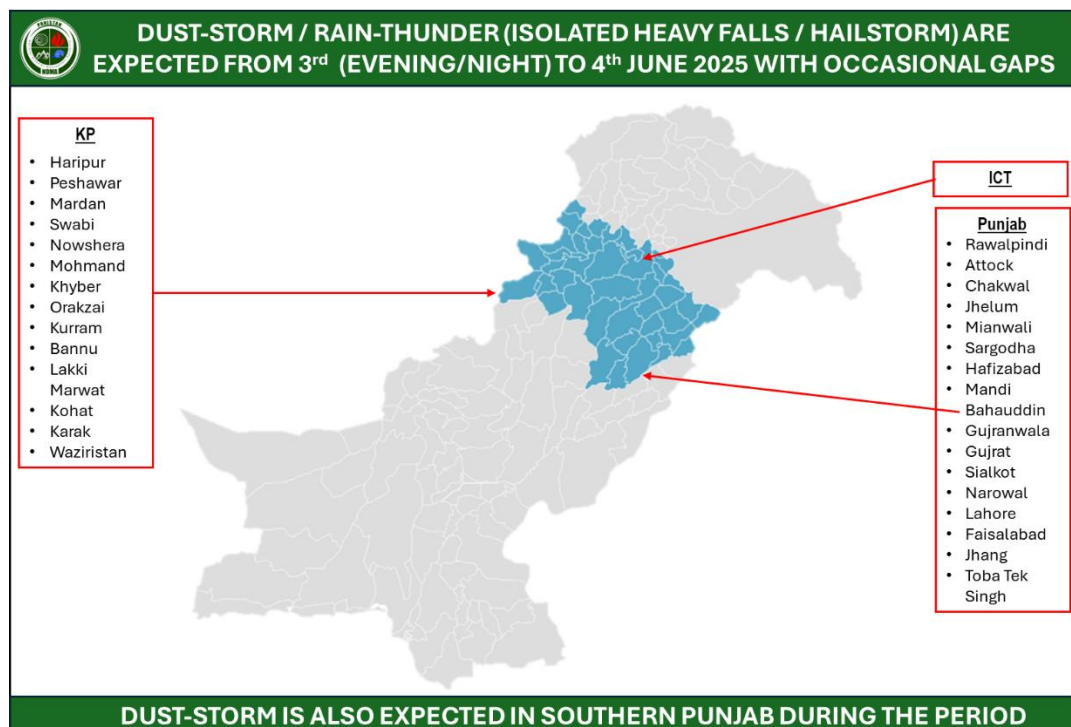 PAKISTAN
NDMA
DUST-STORM / RAIN-THUNDER (ISOLATED HEAVY FALLS / HAILSTORM) ARE
EXPECTED FROM 3rd (EVENING/NIGHT) TO 4th JUNE 2025 WITH OCCASIONAL GAPS
KP
• Haripur
• Peshawar
• Mardan
• Swabi
• Nowshera
• Mohmand
• Khyber
• Orakzai
• Kurram
• Bannu
• Lakki
Marwat
• Kohat
• Karak
• Waziristan
ICT
Punjab
• Rawalpindi
• Attock
• Chakwal
• Jhelum
• Mianwali
• Sargodha
• Hafizabad
• Mandi
Bahauddin
• Gujranwala
• Gujrat
• Sialkot
• Narowal
• Lahore
• Faisalabad
• Jhang
• Toba Tek
Singh
DUST-STORM IS ALSO EXPECTED IN SOUTHERN PUNJAB DURING THE PERIOD